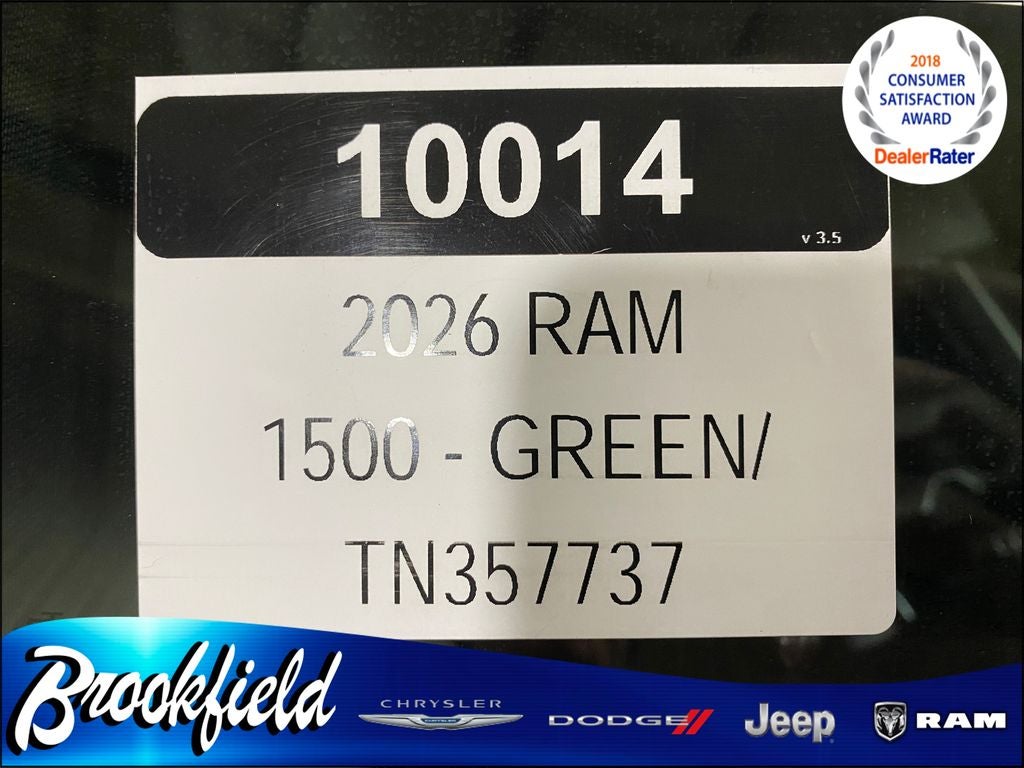 2018
CONSUMER
SATISFACTION
AWARD
DealerRater
10014
v 3.5
2026 RAM
1500 - GREEN/
TN357737
Brookfield
CHRYSLER
DODGE
Jeep
RAM